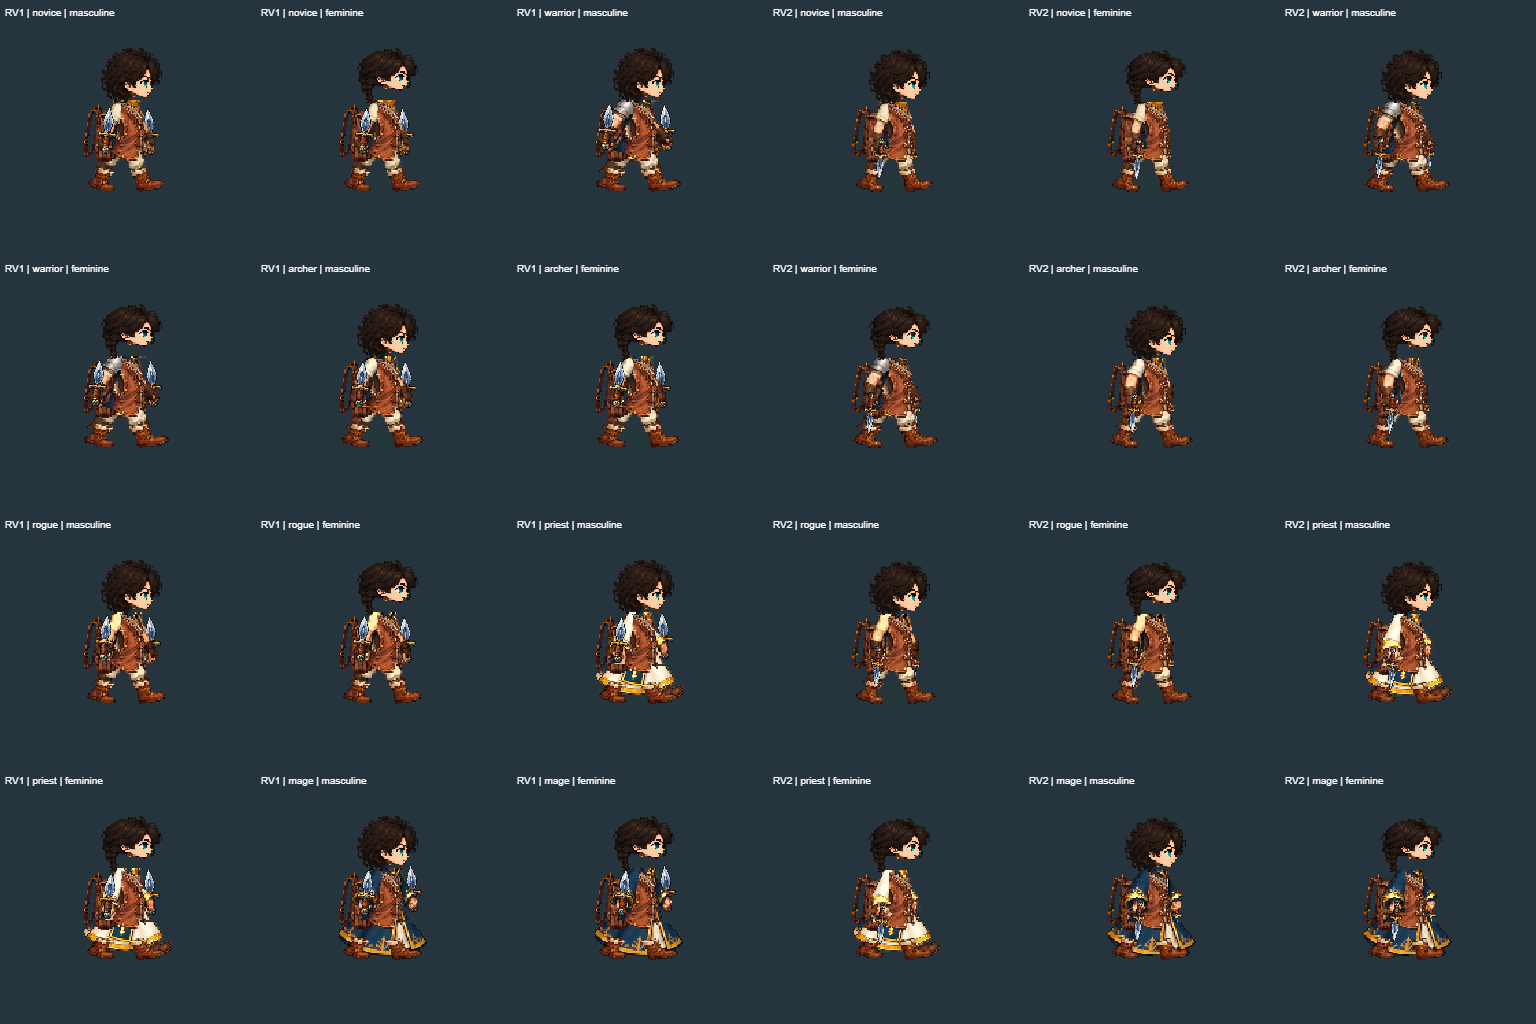 RV1 | novice | masculine
RV1 | novice | feminine
RV1 | warrior | masculine
RV2 | novice | masculine
RV2 | novice | feminine
RV2 | warrior | masculine
RV1 | warrior | feminine
RV1 | archer | masculine
RV1 | archer | feminine
RV2 | warrior | feminine
RV2 | archer | masculine
RV2 | archer | feminine
RV1 | rogue | masculine
RV1 | rogue | feminine
RV1 | priest | masculine
RV2 | rogue | masculine
RV2 | rogue | feminine
RV2 | priest | masculine
RV1 | priest | feminine
RV1 | mage | masculine
RV1 | mage | feminine
RV2 | priest | feminine
RV2 | mage | masculine
RV2 | mage | feminine